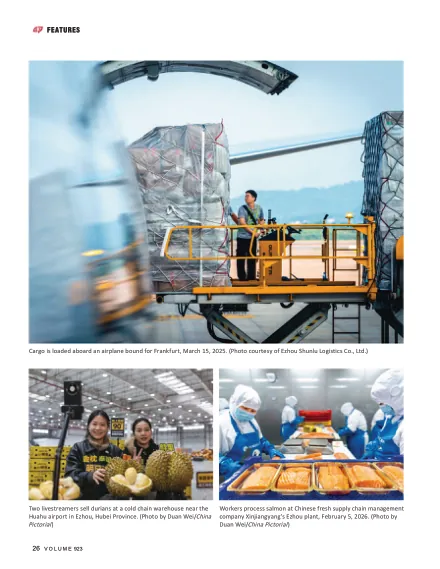 FEATURES
Cargo is loaded aboard an airplane bound for Frankfurt, March 15, 2025. (Photo courtesy of Ezhou Shunlu Logistics Co., Ltd.)
Two livestreamers sell durians at a cold chain warehouse near the
Huahu airport in Ezhou, Hubei Province. (Photo by Duan Wei/China
Pictorial)
Workers process salmon at Chinese fresh supply chain management
company Xinjiangyang's Ezhou plant, February 5, 2026. (Photo by
Duan Wei/China Pictorial)
26 VOLUME 923